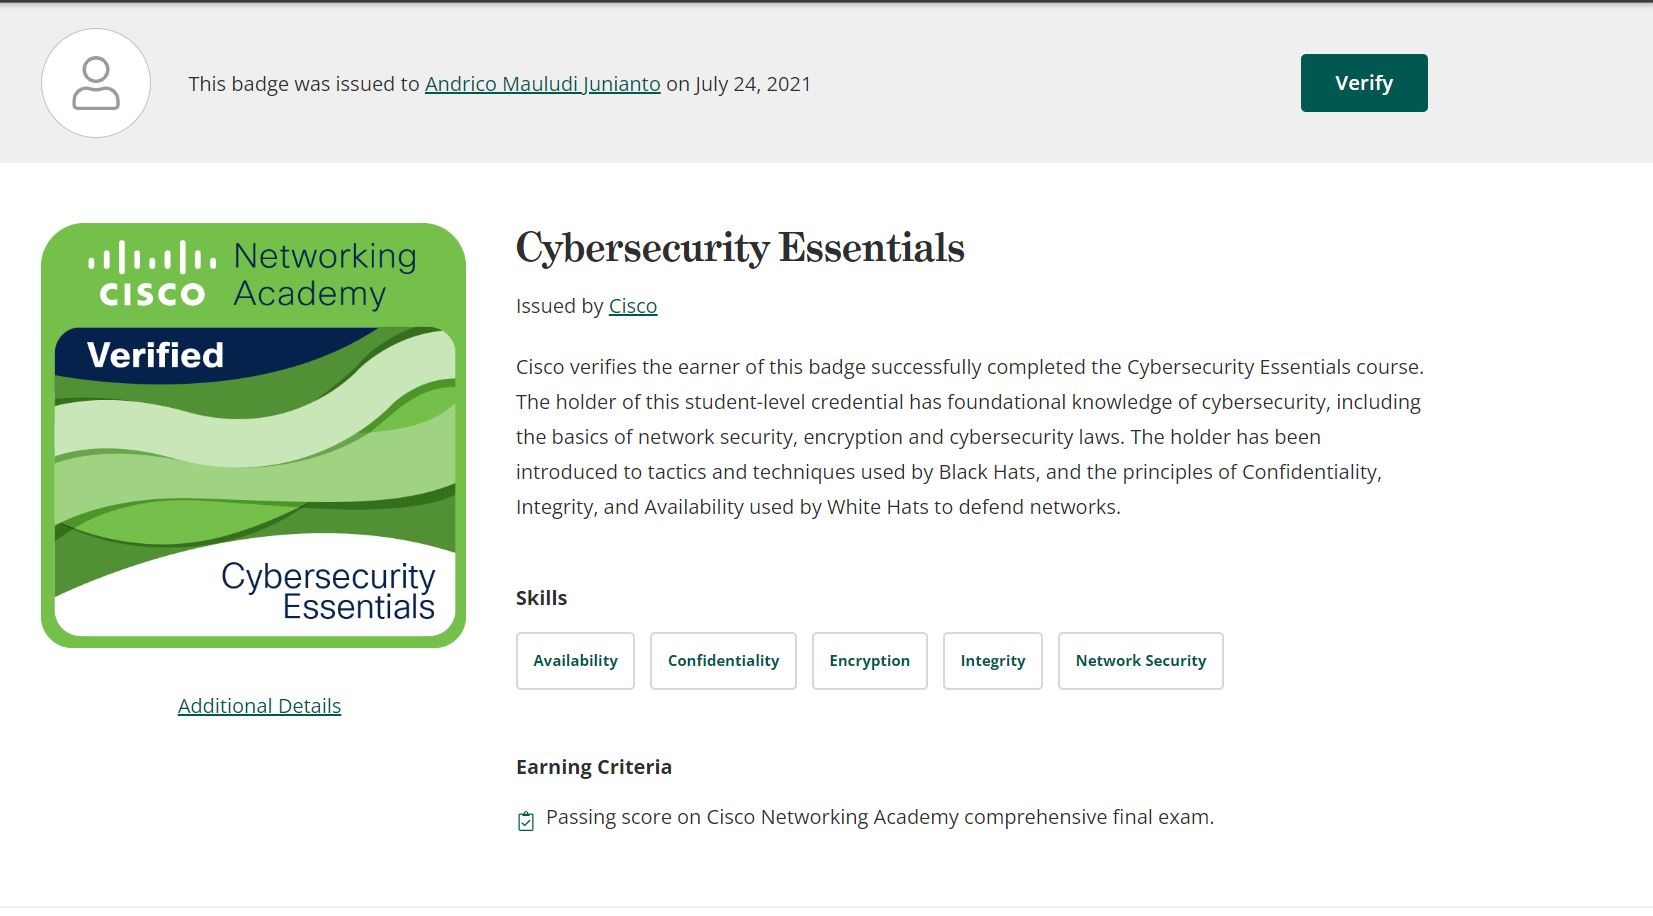 This badge was issued to Andrico Mauludi Junianto on July 24, 2021
Verify
CISCO
Networking
Academy
Verified
Cybersecurity
Essentials
Additional Details
Cybersecurity Essentials
Issued by Cisco
Cisco verifies the earner of this badge successfully completed the Cybersecurity Essentials course.
The holder of this student-level credential has foundational knowledge of cybersecurity, including
the basics of network security, encryption and cybersecurity laws. The holder has been
introduced to tactics and techniques used by Black Hats, and the principles of Confidentiality,
Integrity, and Availability used by White Hats to defend networks.
Skills
Availability
Confidentiality
Encryption
Integrity
Network Security
Earning Criteria
Passing score on Cisco Networking Academy comprehensive final exam.